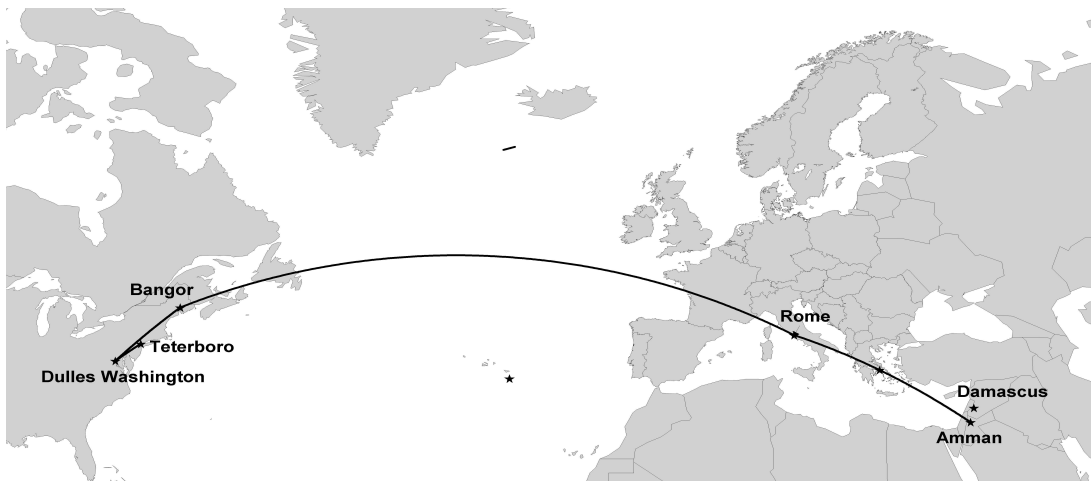 Bangor
Rome
Teterboro
Dulles Washington
Damascus
Amman